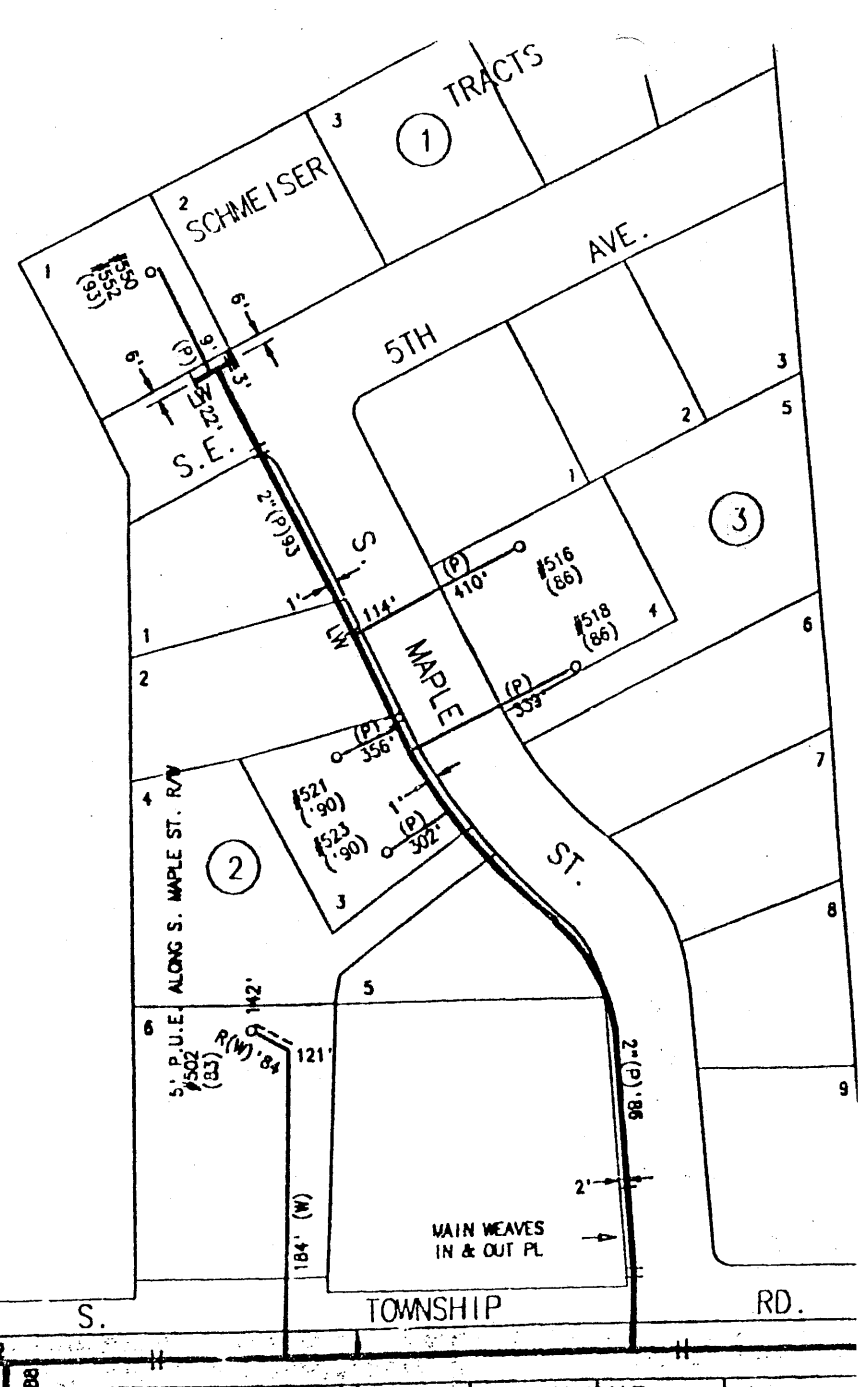 TRACTS
3
1
2
SCHMEISER
1
#550
#552
(93)
6'
AVE.
5TH
9'
(P)
6'
3'
LW
22'
S.E.
3
5
2
1
2"(P)93
3
S.
(P)
410'
#516
(86)
1'
114'
LW
4
#518
(86)
1
6
MAPLE
2
(P)
339'
(P)
356'
7
4
#521
('90)
1'
#523
('90)
(P)
302'
2
ST.
3
8
5' P.U.E. ALONG S. MAPLE ST. R/W
5
142'
6
R(W)'84
121'
#502
(83)
2"(P)'86
9
2'
184' (W)
MAIN WEAVES
IN & OUT PL
S.
TOWNSHIP
RD.
88